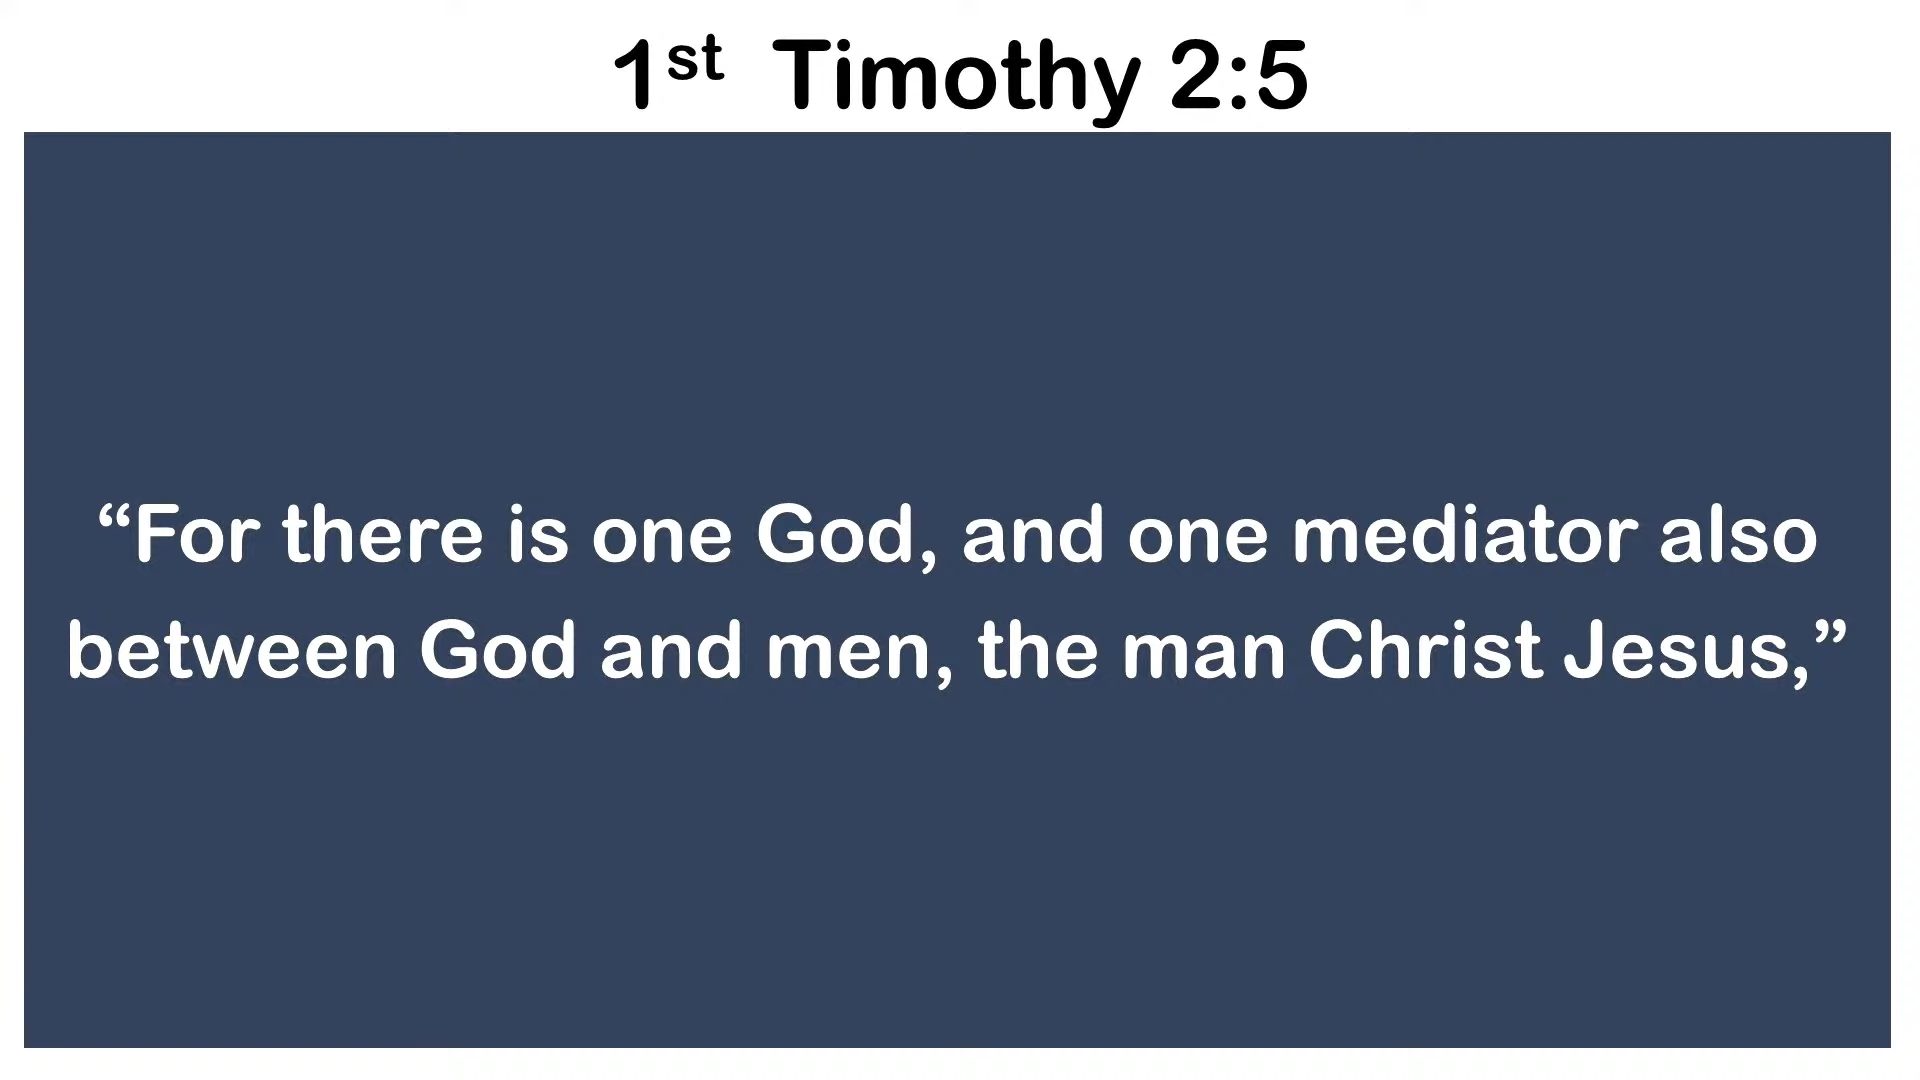 1st Timothy 2:5
“For there is one God, and one mediator also
between God and men, the man Christ Jesus,”